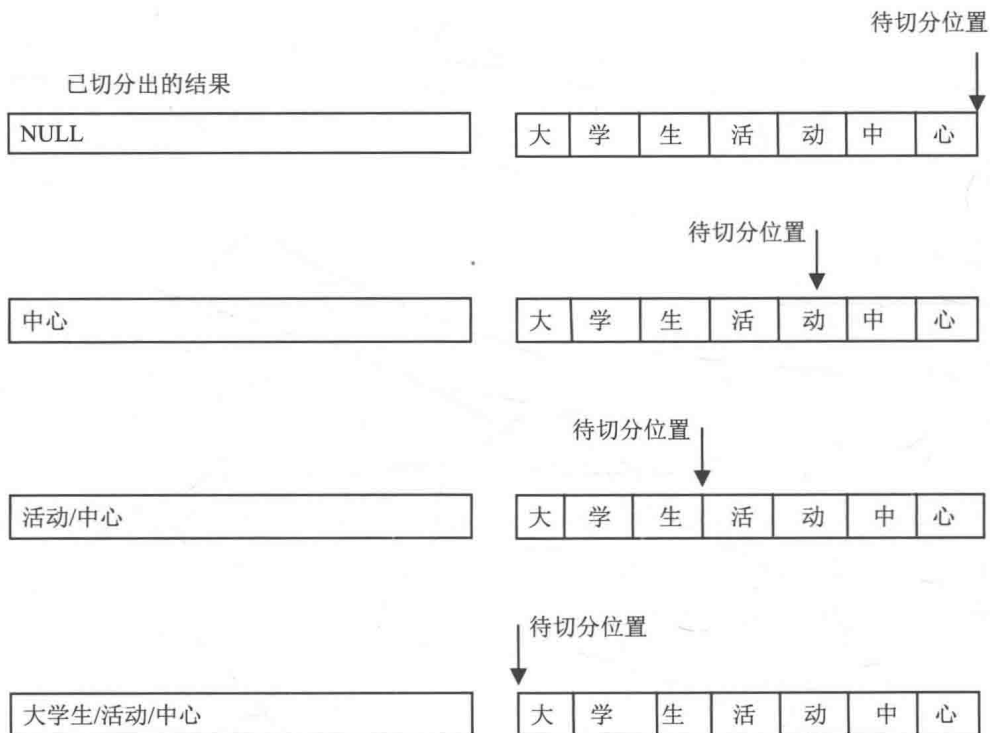 待切分位置
已切分出的结果
NULL
大 学 生 活 动 中 心
待切分位置
中心
大 学 生 活 动 中 心
待切分位置
活动/中心
大 学 生 活 动 中 心
待切分位置
大学生/活动/中心
大 学 生 活 动 中 心